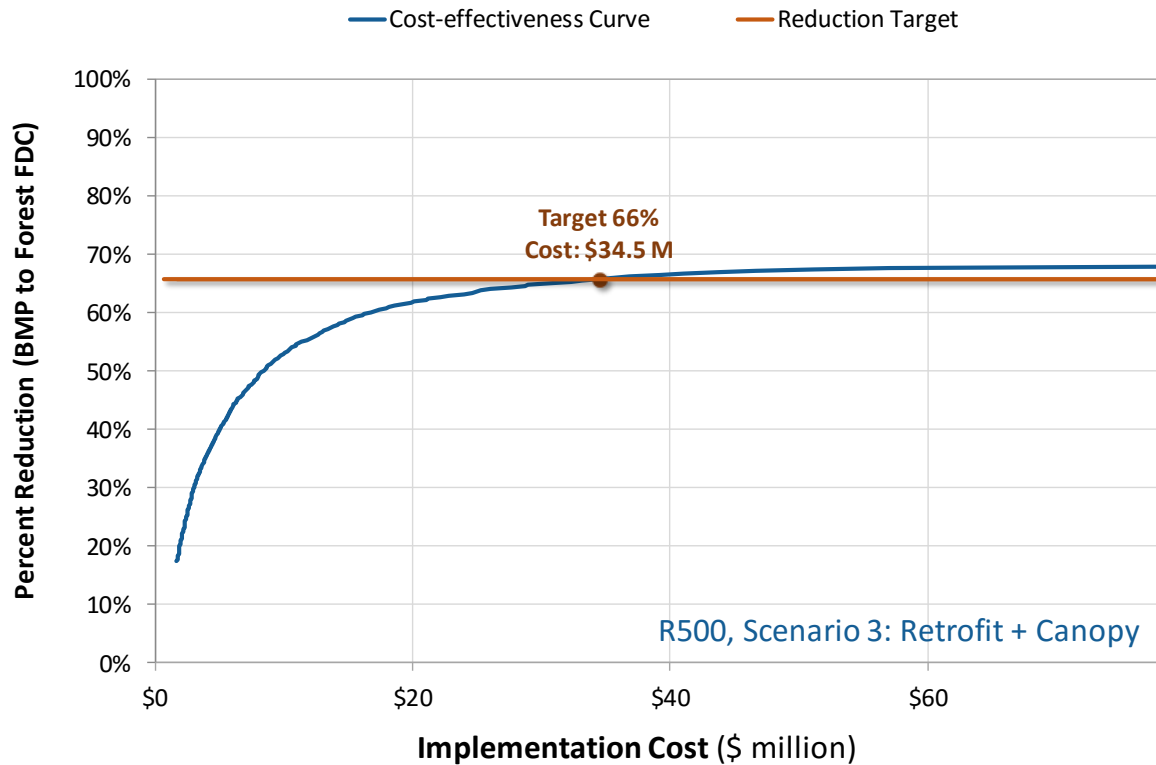 Cost-effectiveness Curve
Reduction Target
Percent Reduction (BMP to Forest FDC)
100%
90%
80%
70%
60%
50%
40%
30%
20%
10%
0%
Target 66%
Cost: $34.5 M
R500, Scenario 3: Retrofit + Canopy
$0
$20
$40
$60
Implementation Cost ($ million)